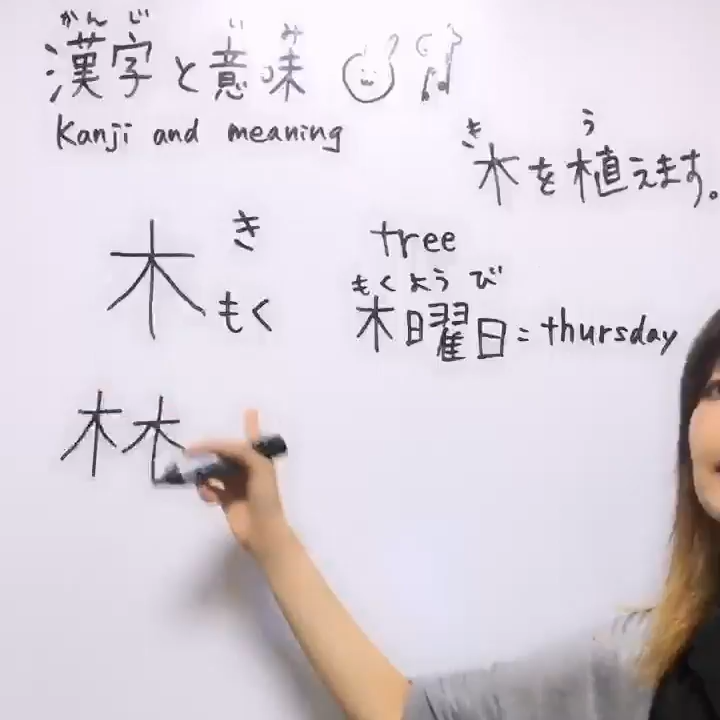 かんじ い み
漢字と意味
Kanji and meaning
き う
木を植えます。
木 き もく
tree
もくようび
木曜日=thursday
林